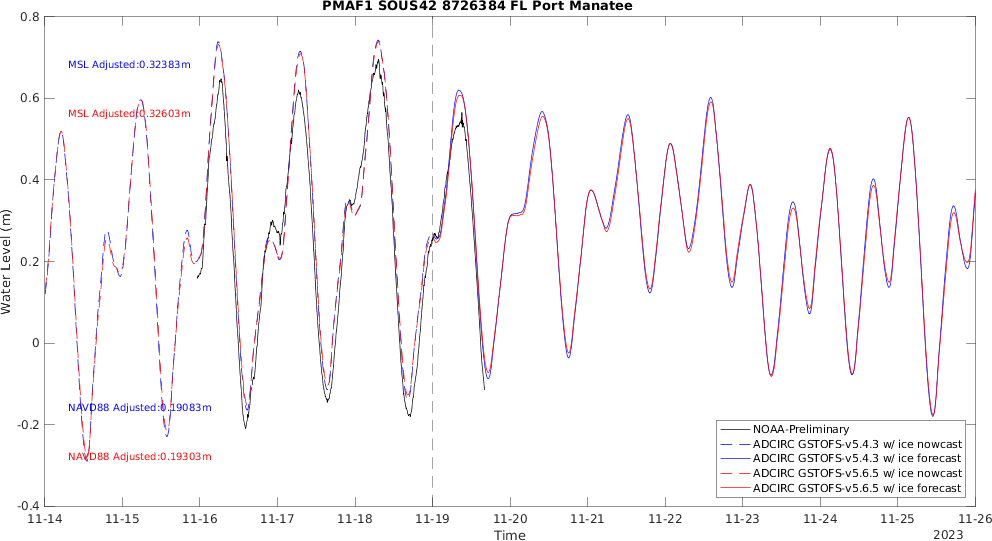 PMAF1 SOUS42 8726384 FL Port Manatee
0.8
0.6
0.4
0.2
0
-0.2
-0.4
Water Level (m)
MSL Adjusted:0.32383m
MSL Adjusted:0.32603m
NAVD88 Adjusted:0.19083m
NAVD88 Adjusted:0.19303m
NOAA-Preliminary
ADCIRC GSTOFS-v5.4.3 w/ ice nowcast
ADCIRC GSTOFS-v5.4.3 w/ ice forecast
ADCIRC GSTOFS-v5.6.5 w/ ice nowcast
ADCIRC GSTOFS-v5.6.5 w/ ice forecast
11-14 11-15 11-16 11-17 11-18 11-19 11-20 11-21 11-22 11-23 11-24 11-25 11-26
Time
2023